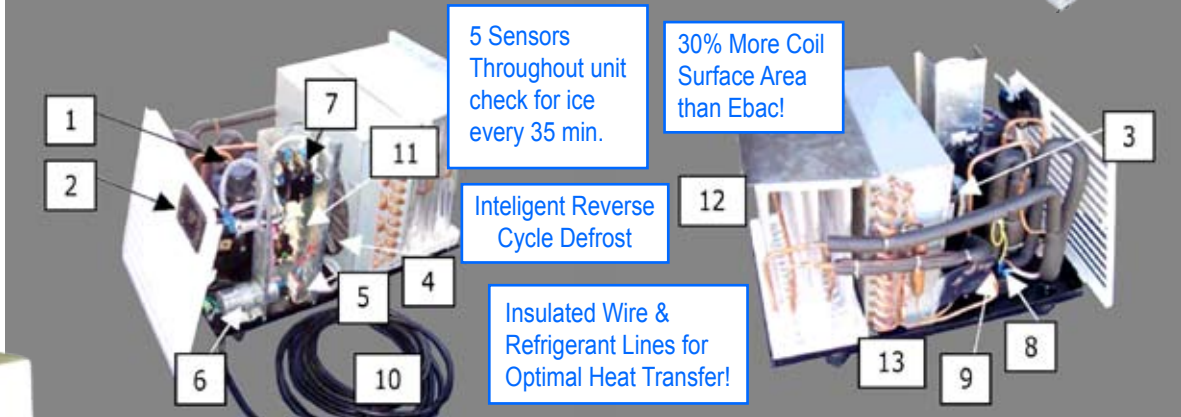 5 Sensors
Throughout unit
check for ice
every 35 min.
30% More Coil
Surface Area
than Ebac!
Inteligent Reverse
Cycle Defrost
Insulated Wire &
Refrigerant Lines for
Optimal Heat Transfer!
1
2
7
11
4
5
6
10
12
3
13
9
8